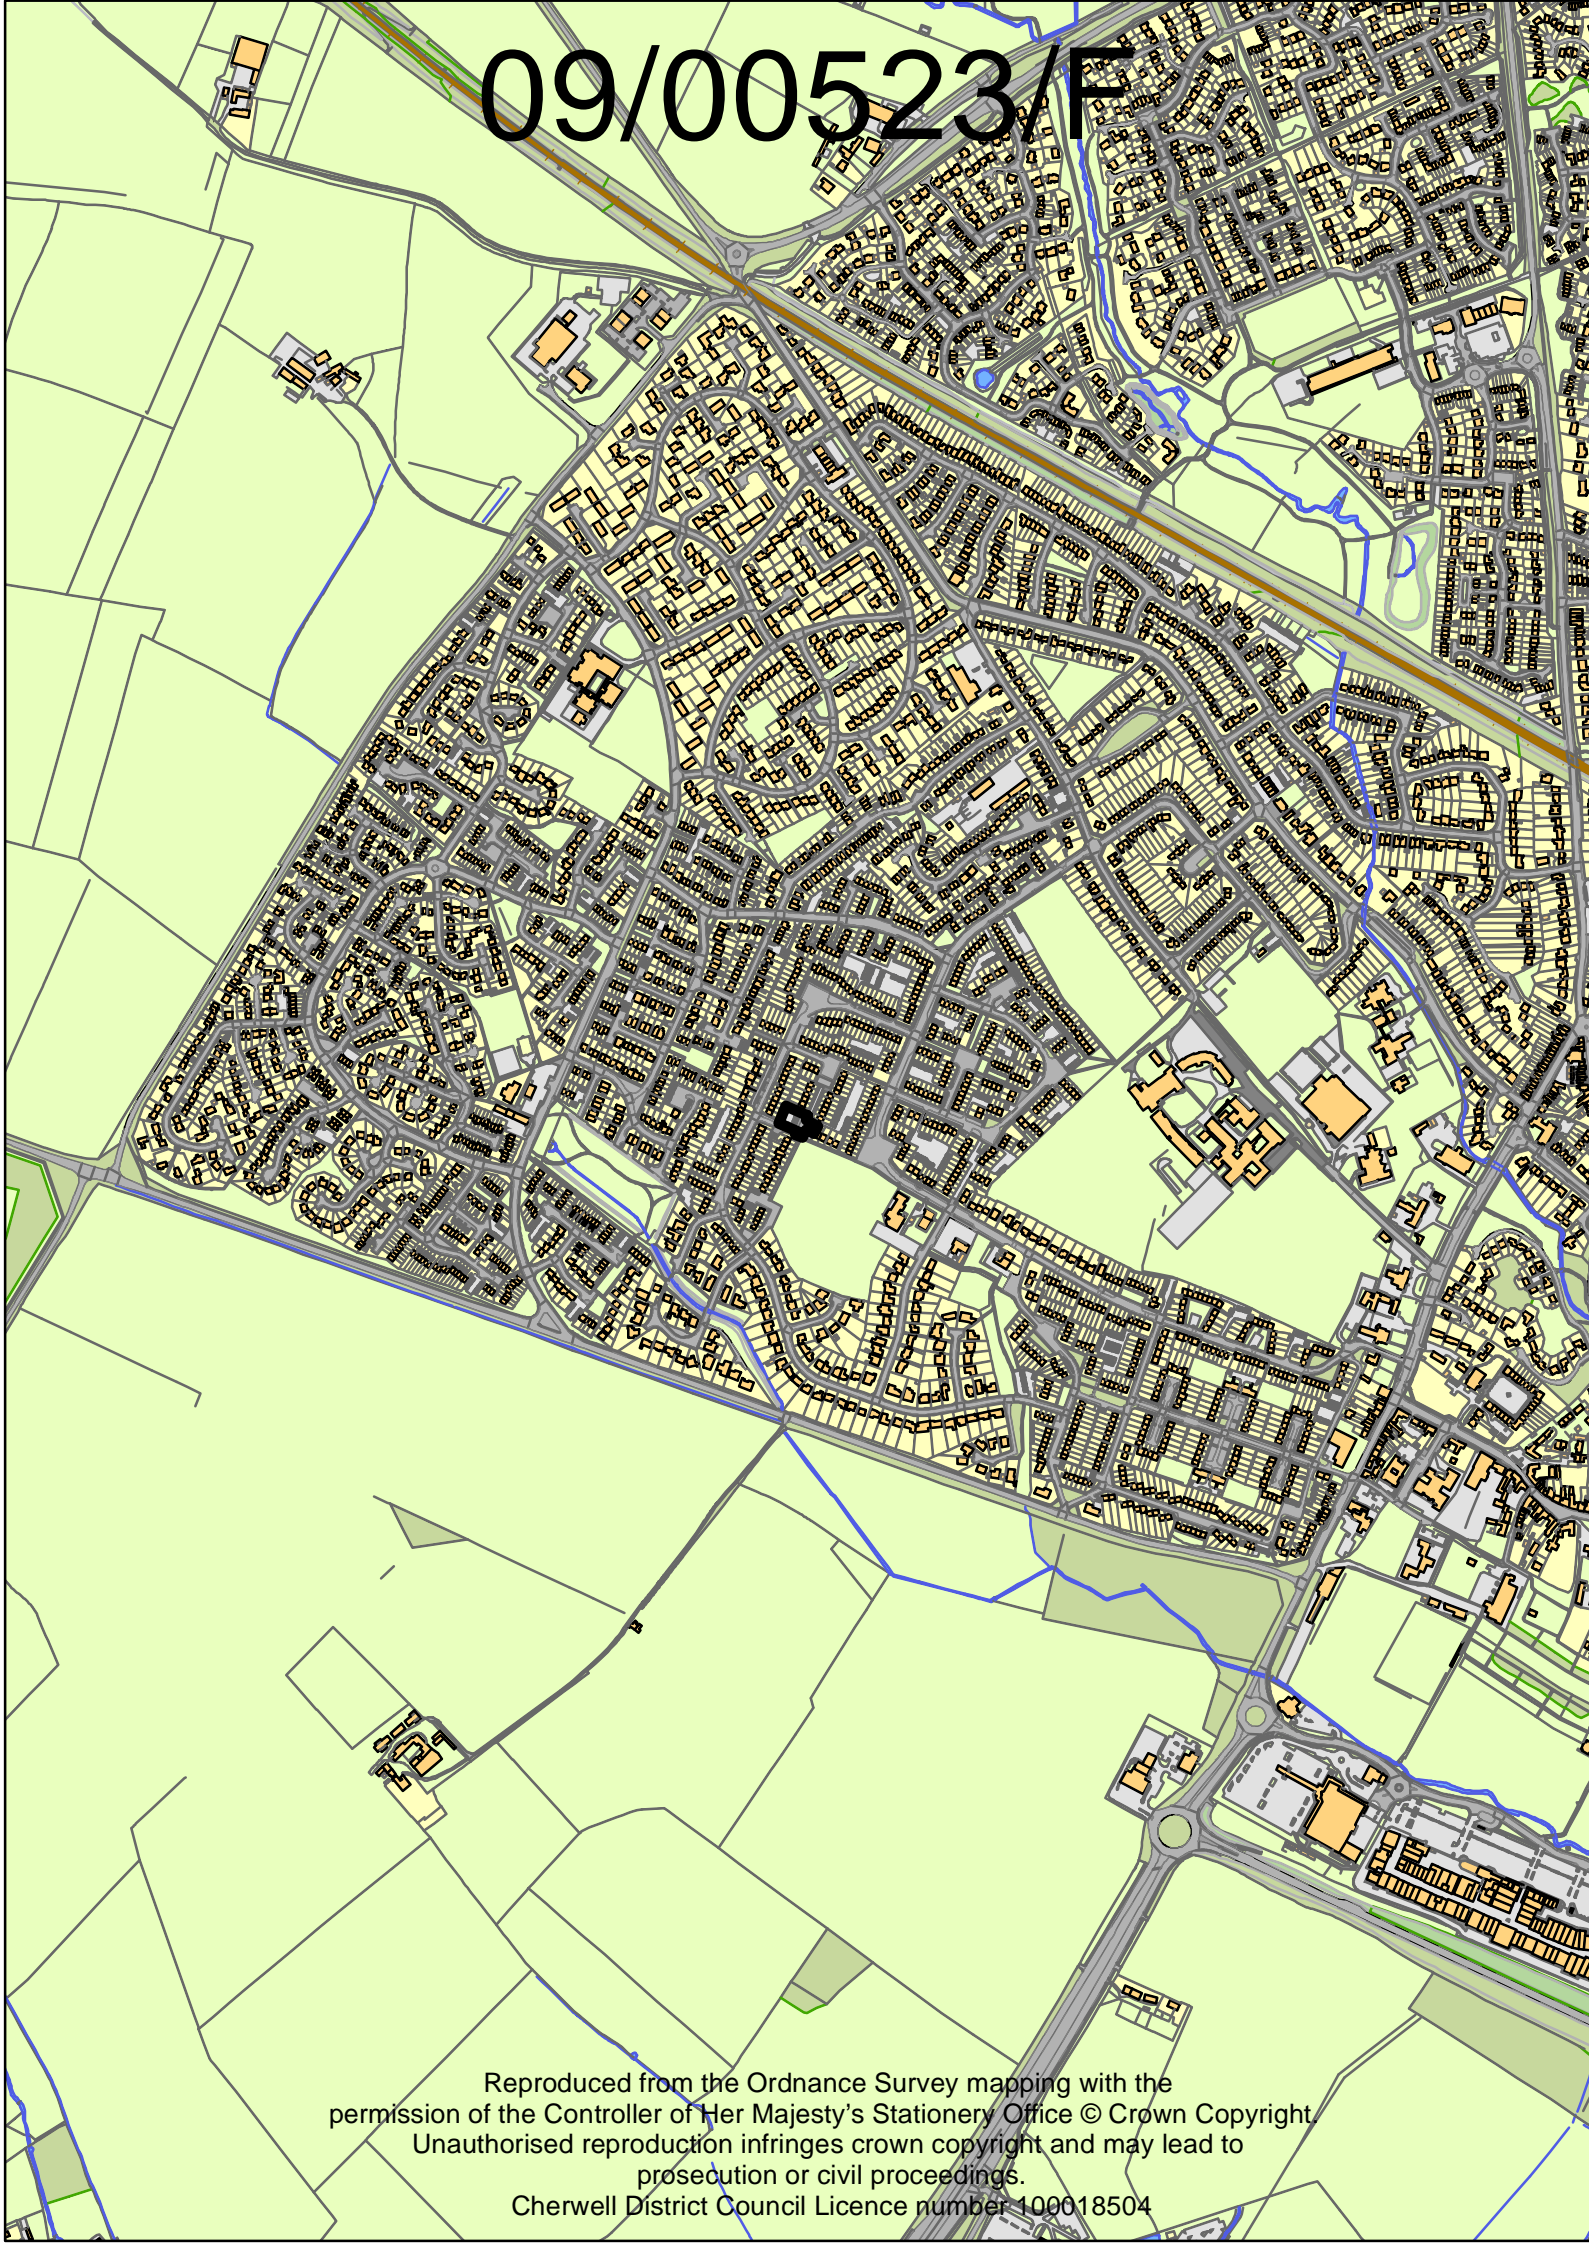 09/00523/F
Reproduced from the Ordnance Survey mapping with the
permission of the Controller of Her Majesty's Stationery Office © Crown Copyright.
Unauthorised reproduction infringes crown copyright and may lead to
prosecution or civil proceedings.
Cherwell District Council Licence number 100018504